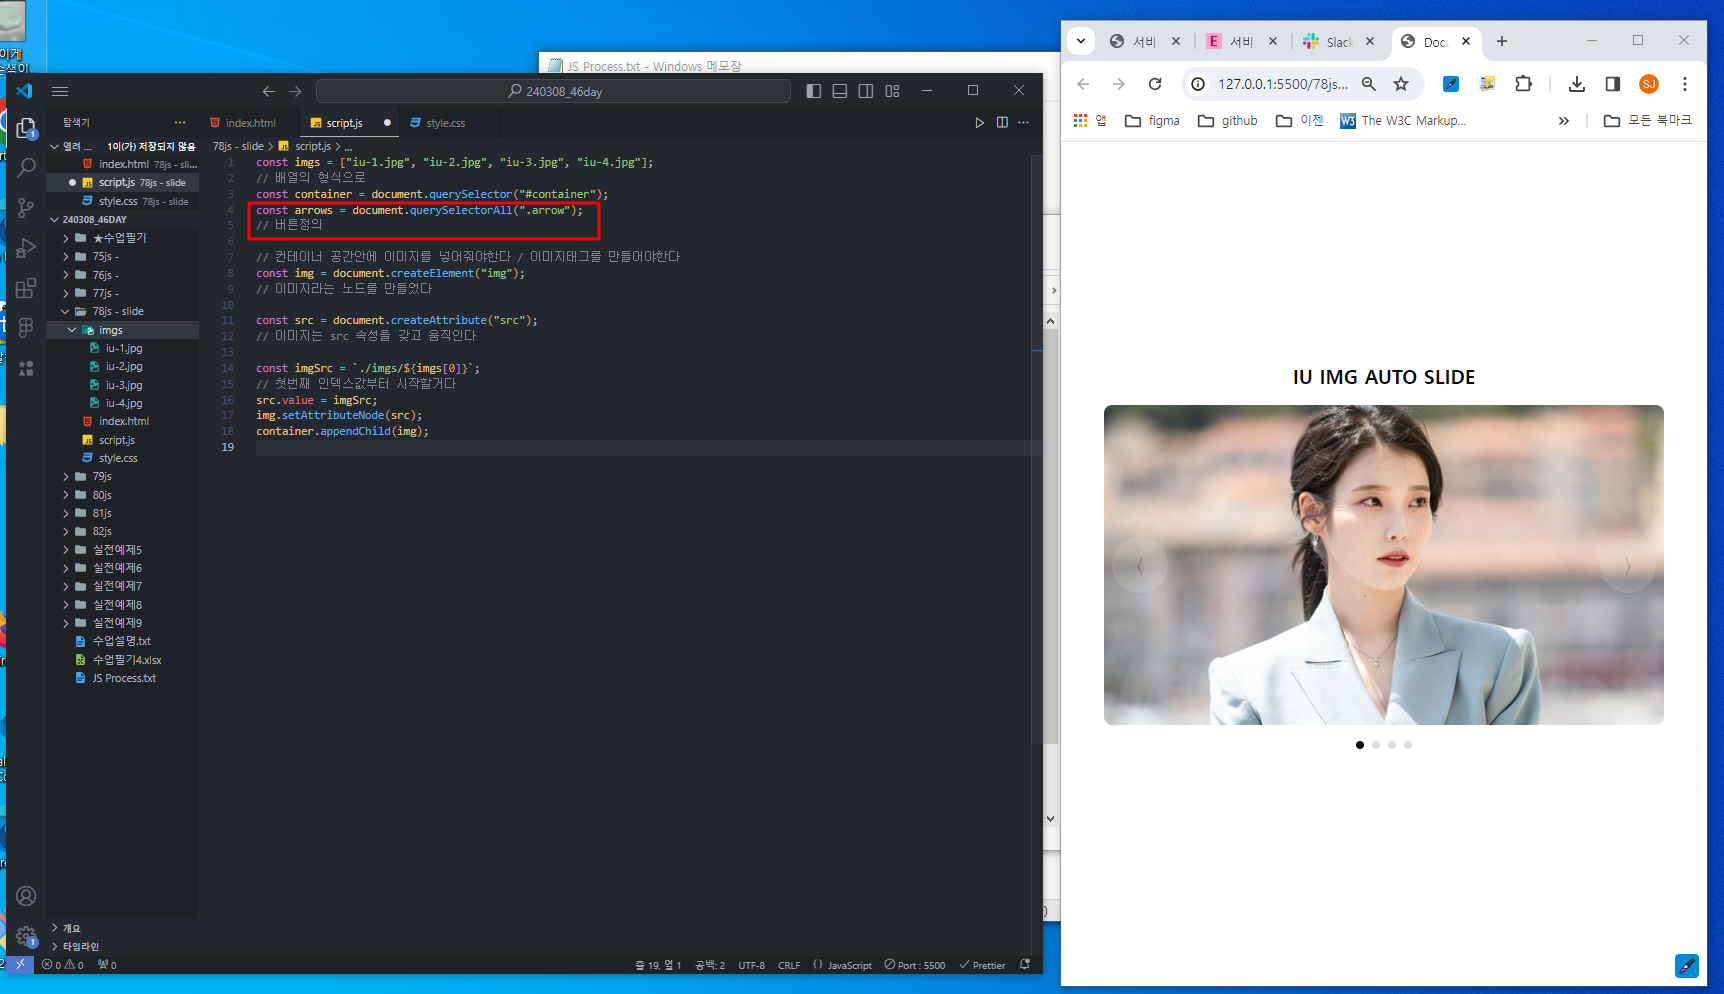 이게
JS Process.txt - Windows 메모장
240308_46day
탐색기
index.html
script.js
style.css
열려 ...
1이(가) 저장되지 않음
index.html 78js - sli...
script.js 78js - slide
style.css 78js - slide
240308_46DAY
★수업필기
75js -
76js -
77js -
78js - slide
imgs
iu-1.jpg
iu-2.jpg
iu-3.jpg
iu-4.jpg
index.html
script.js
style.css
79js
80js
81js
82js
실전예제5
실전예제6
실전예제7
실전예제8
실전예제9
수업설명.txt
수업필기4.xlsx
JS Process.txt
개요
타임라인
78js - slide > script.js > ...
1 const imgs = ["iu-1.jpg", "iu-2.jpg", "iu-3.jpg", "iu-4.jpg"];
2 // 배열의 형식으로
3 const container = document.querySelector("#container");
4 const arrows = document.querySelectorAll(".arrow");
5 // 버튼정의
6
7 // 컨테이너 공간안에 이미지를 넣어줘야한다 / 이미지태그를 만들어야한다
8 const img = document.createElement("img");
9 // 이미지라는 노드를 만들었다
10
11 const src = document.createAttribute("src");
12 // 이미지는 src 속성을 갖고 움직인다
13
14 const imgSrc = `./imgs/${imgs[0]}`;
15 // 첫번째 인덱스값부터 시작할거다
16 src.value = imgSrc;
17 img.setAttributeNode(src);
18 container.appendChild(img);
19
0 0 0
줄 19, 열 1 공백: 2 UTF-8 CRLF {} JavaScript Port : 5500 Prettier
서비 E 서비 Slack Docu
127.0.0.1:5500/78js...
SJ
앱 figma github 이젠 W3 The W3C Markup... » 모든 북마크
IU IMG AUTO SLIDE